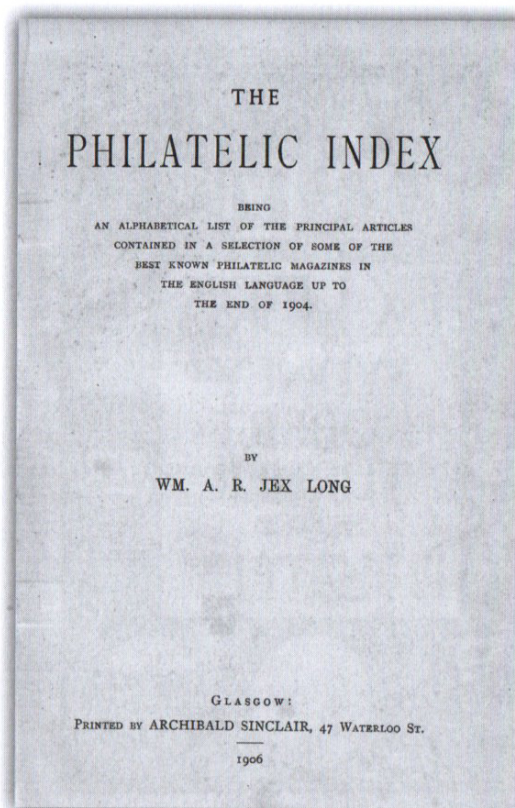 THE
PHILATELIC INDEX
BEING
AN ALPHABETICAL LIST OF THE PRINCIPAL ARTICLES
CONTAINED IN A SELECTION OF SOME OF THE
BEST KNOWN PHILATELIC MAGAZINES IN
THE ENGLISH LANGUAGE UP TO
THE END OF 1904.
BY
WM. A. R. JEX LONG
GLASGOW:
PRINTED BY ARCHIBALD SINCLAIR, 47 WATERLOO ST.
1906